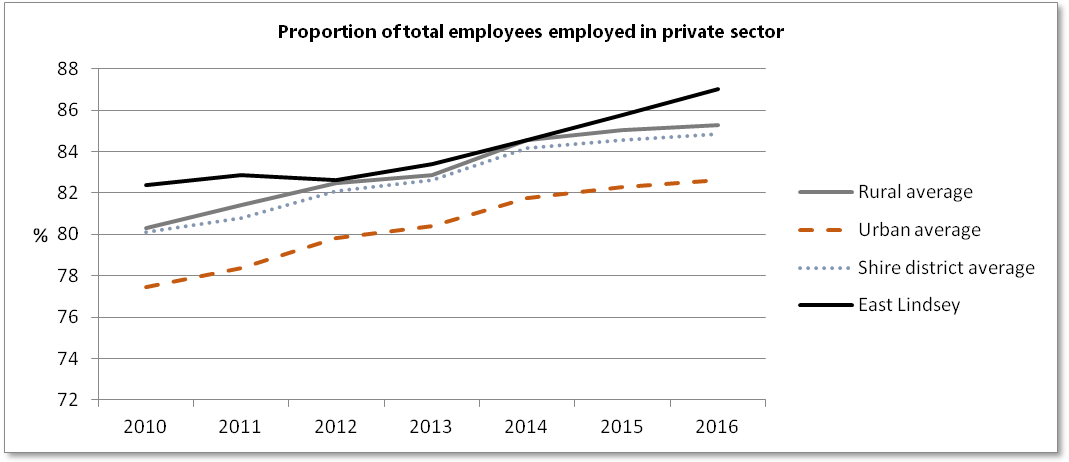 Proportion of total employees employed in private sector
88
86
84
82
80
78
76
74
72
%
2010 2011 2012 2013 2014 2015 2016
Rural average
Urban average
Shire district average
East Lindsey